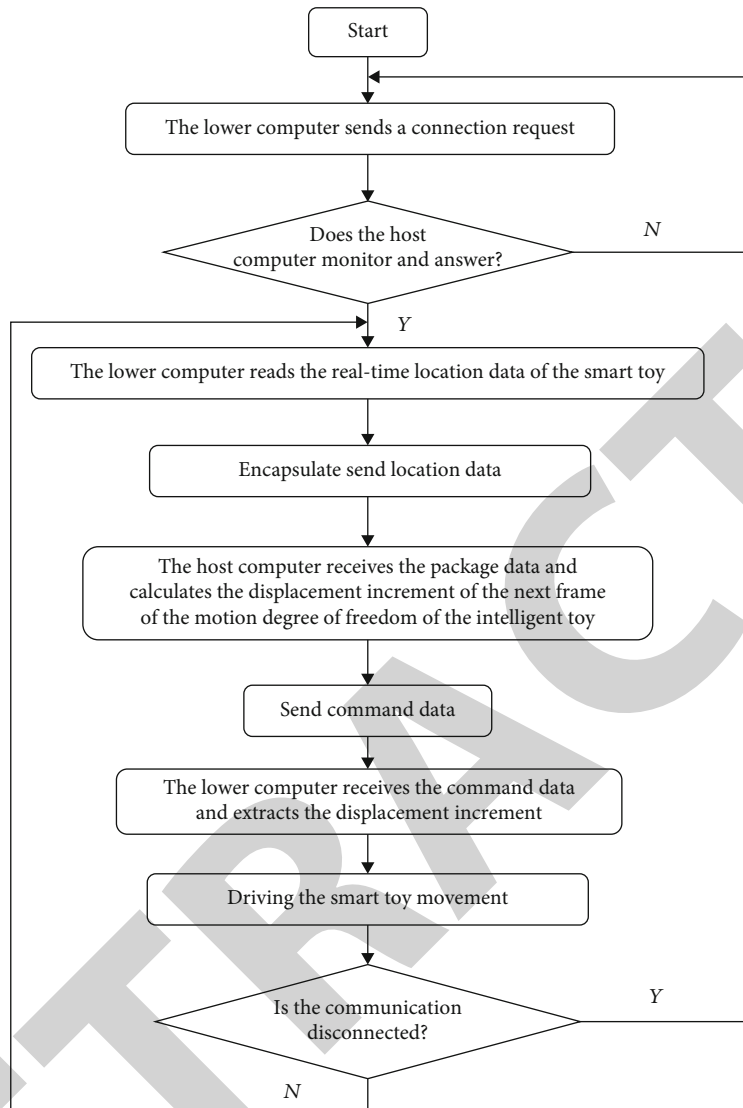 Start
The lower computer sends a connection request
Does the host
computer monitor and answer?
N
Y
The lower computer reads the real-time location data of the smart toy
Encapsulate send location data
The host computer receives the package data and
calculates the displacement increment of the next frame
of the motion degree of freedom of the intelligent toy
Send command data
The lower computer receives the command data
and extracts the displacement increment
Driving the smart toy movement
Is the communication
disconnected?
Y
N
TRACT